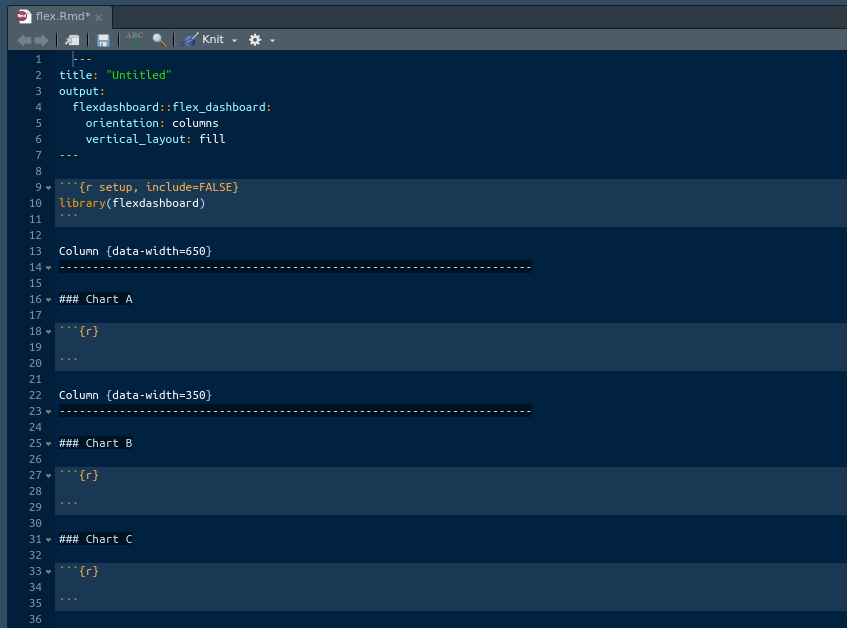 flex.Rmd*
ABC Knit
1 ---
2 title: "Untitled"
3 output:
4 flexdashboard::flex_dashboard:
5 orientation: columns
6 vertical_layout: fill
7 ---
8
9 ```{r setup, include=FALSE}
10 library(flexdashboard)
11 ```
12
13 Column {data-width=650}
14 -----------------------------------------------------------------------
15
16 ### Chart A
17
18 ```{r}
19
20 ```
21
22 Column {data-width=350}
23 -----------------------------------------------------------------------
24
25 ### Chart B
26
27 ```{r}
28
29 ```
30
31 ### Chart C
32
33 ```{r}
34
35 ```
36